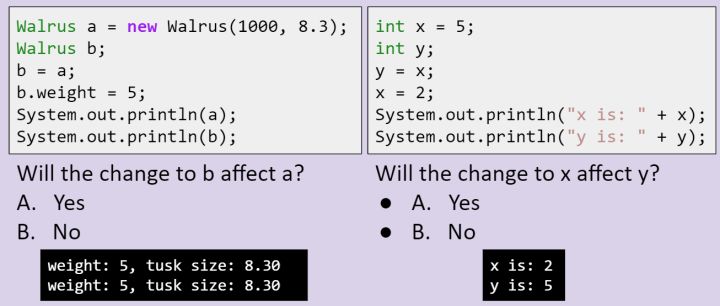 Walrus a = new Walrus(1000, 8.3);
Walrus b;
b = a;
b.weight = 5;
System.out.println(a);
System.out.println(b);
Will the change to b affect a?
A. Yes
B. No
weight: 5, tusk size: 8.30
weight: 5, tusk size: 8.30
int x = 5;
int y;
y = x;
x = 2;
System.out.println("x is: " + x);
System.out.println("y is: " + y);
Will the change to x affect y?
● A. Yes
● B. No
x is: 2
y is: 5